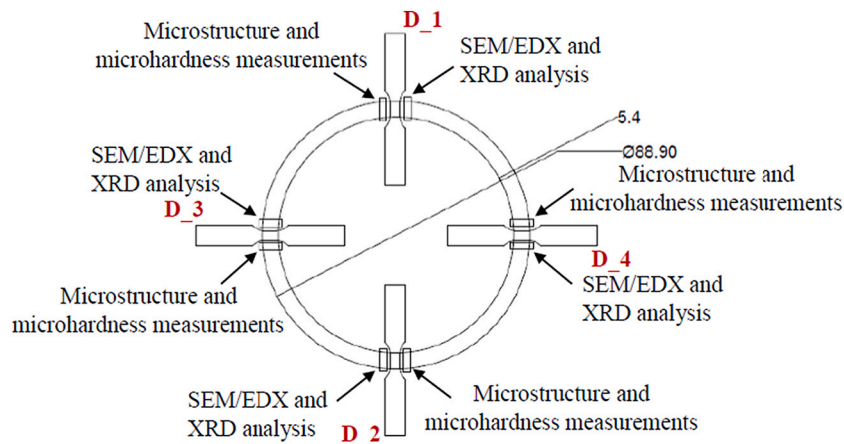 D_1
Microstructure and
microhardness measurements
SEM/EDX and
XRD analysis
5.4
Ø88.90
SEM/EDX and
XRD analysis
D_3
Microstructure and
microhardness measurements
D_4
Microstructure and
microhardness measurements
SEM/EDX and
XRD analysis
SEM/EDX and
XRD analysis
D_2
Microstructure and
microhardness measurements